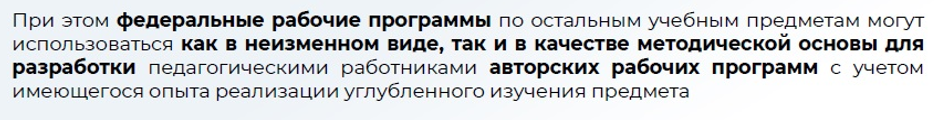 При этом федеральные рабочие программы по остальным учебным предметам могут
использоваться как в неизменном виде, так и в качестве методической основы для
разработки педагогическими работниками авторских рабочих программ с учетом
имеющегося опыта реализации углубленного изучения предмета